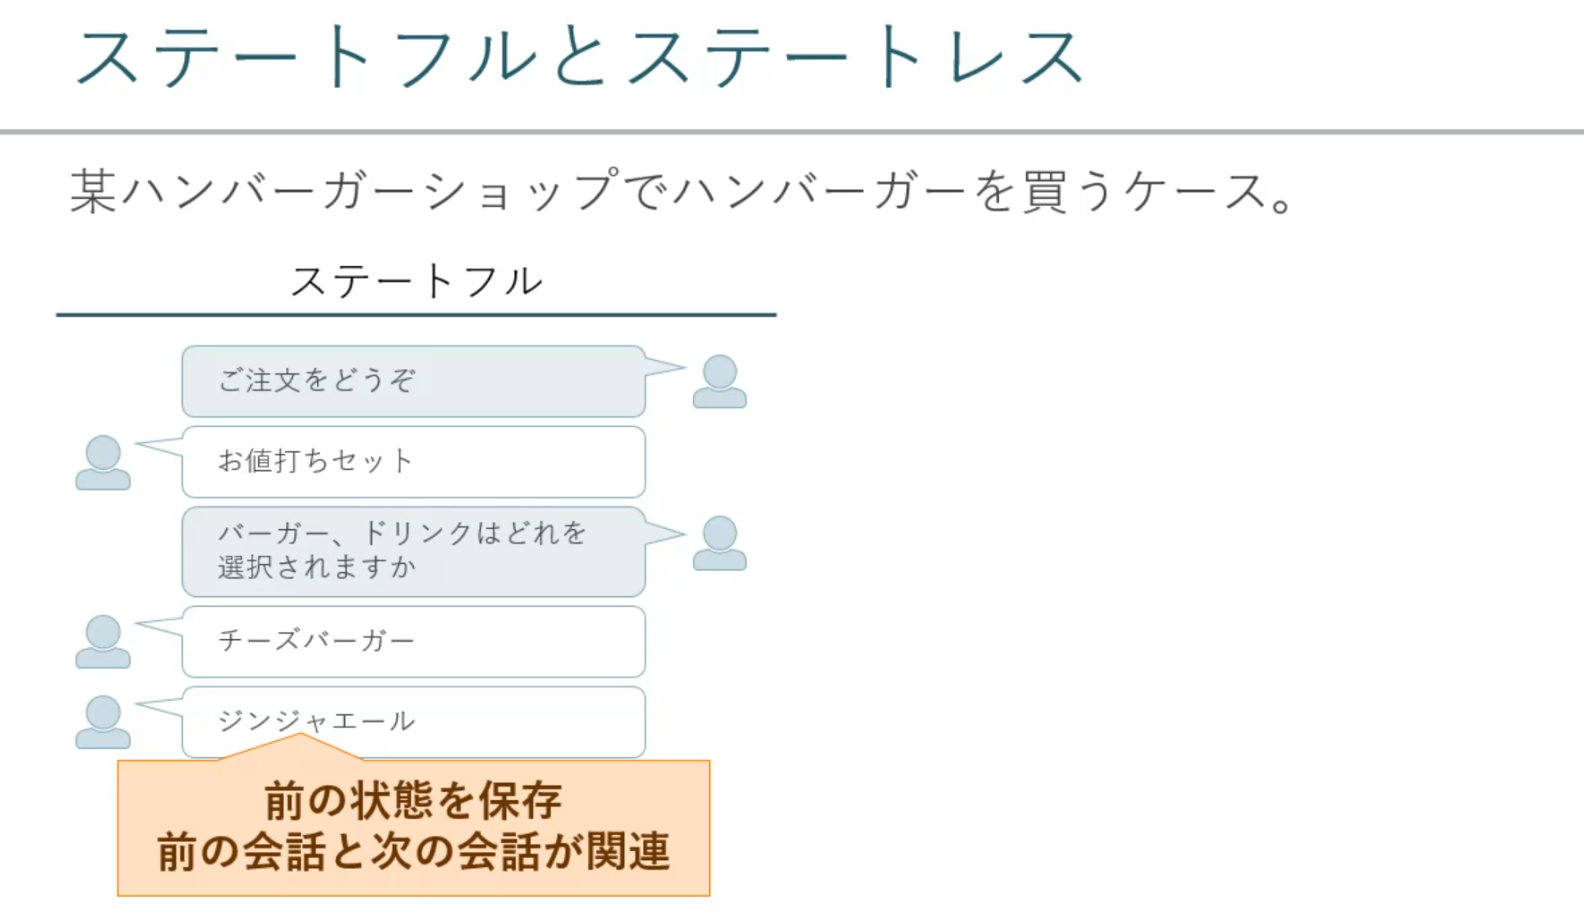 ステートフルとステートレス
某ハンバーガーショップでハンバーガーを買うケース。
ステートフル
ご注文をどうぞ
お値打ちセット
バーガー、ドリンクはどれを
選択されますか
チーズバーガー
ジンジャエール
前の状態を保存
前の会話と次の会話が関連